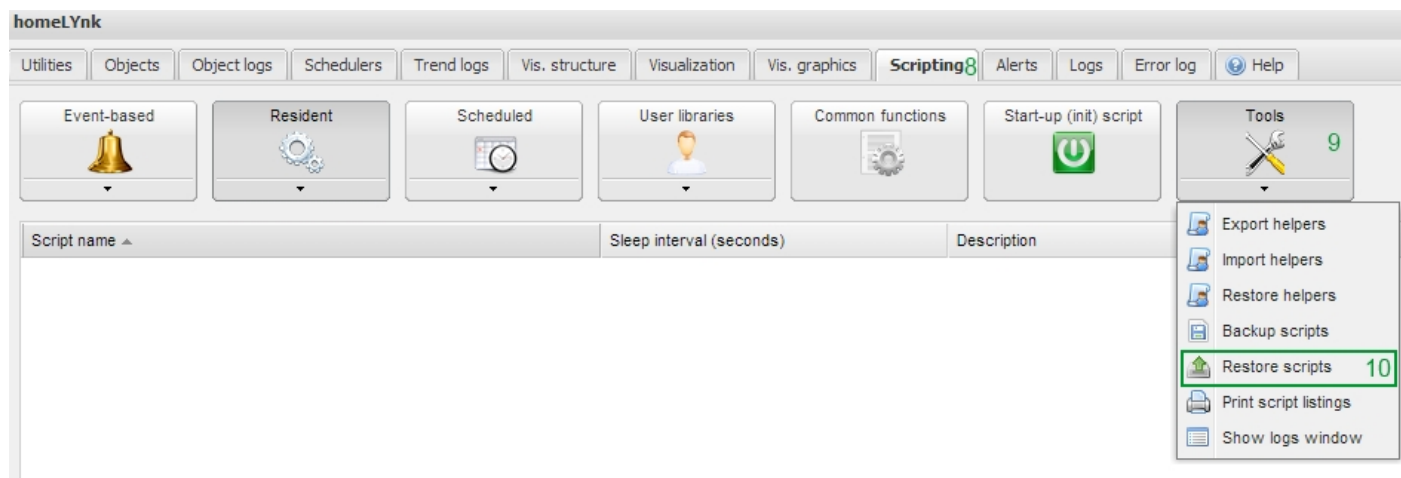 homeLYnk
Utilities Objects Object logs Schedulers Trend logs Vis. structure Visualization Vis. graphics Scripting 8 Alerts Logs Error log Help
Event-based Resident Scheduled User libraries Common functions Start-up (init) script Tools 9
Script name Sleep interval (seconds) Description
Export helpers
Import helpers
Restore helpers
Backup scripts
Restore scripts 10
Print script listings
Show logs window